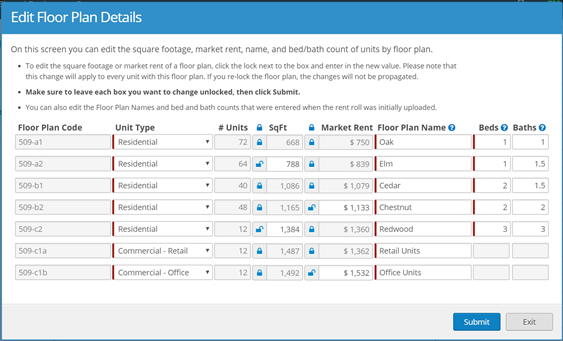 Edit Floor Plan Details
On this screen you can edit the square footage, market rent, name, and bed/bath count of units by floor plan.
• To edit the square footage or market rent of a floor plan, click the lock next to the box and enter in the new value. Please note that
this change will apply to every unit with this floor plan. If you re-lock the floor plan, the changes will not be propagated.
• Make sure to leave each box you want to change unlocked, then click Submit.
• You can also edit the Floor Plan Names and bed and bath counts that were entered when the rent roll was initially uploaded.
Floor Plan Code Unit Type # Units SqFt Market Rent Floor Plan Name ? Beds ? Baths ?
509-a1 Residential 72 668 $ 750 Oak 1 1
509-a2 Residential 64 788 $ 839 Elm 1 1.5
509-b1 Residential 40 1,086 $ 1,079 Cedar 2 1.5
509-b2 Residential 48 1,165 $ 1,133 Chestnut 2 2
509-c2 Residential 12 1,384 $ 1,360 Redwood 3 3
509-c1a Commercial - Retail 12 1,487 $ 1,362 Retail Units
509-c1b Commercial - Office 12 1,492 $ 1,532 Office Units
Submit Exit